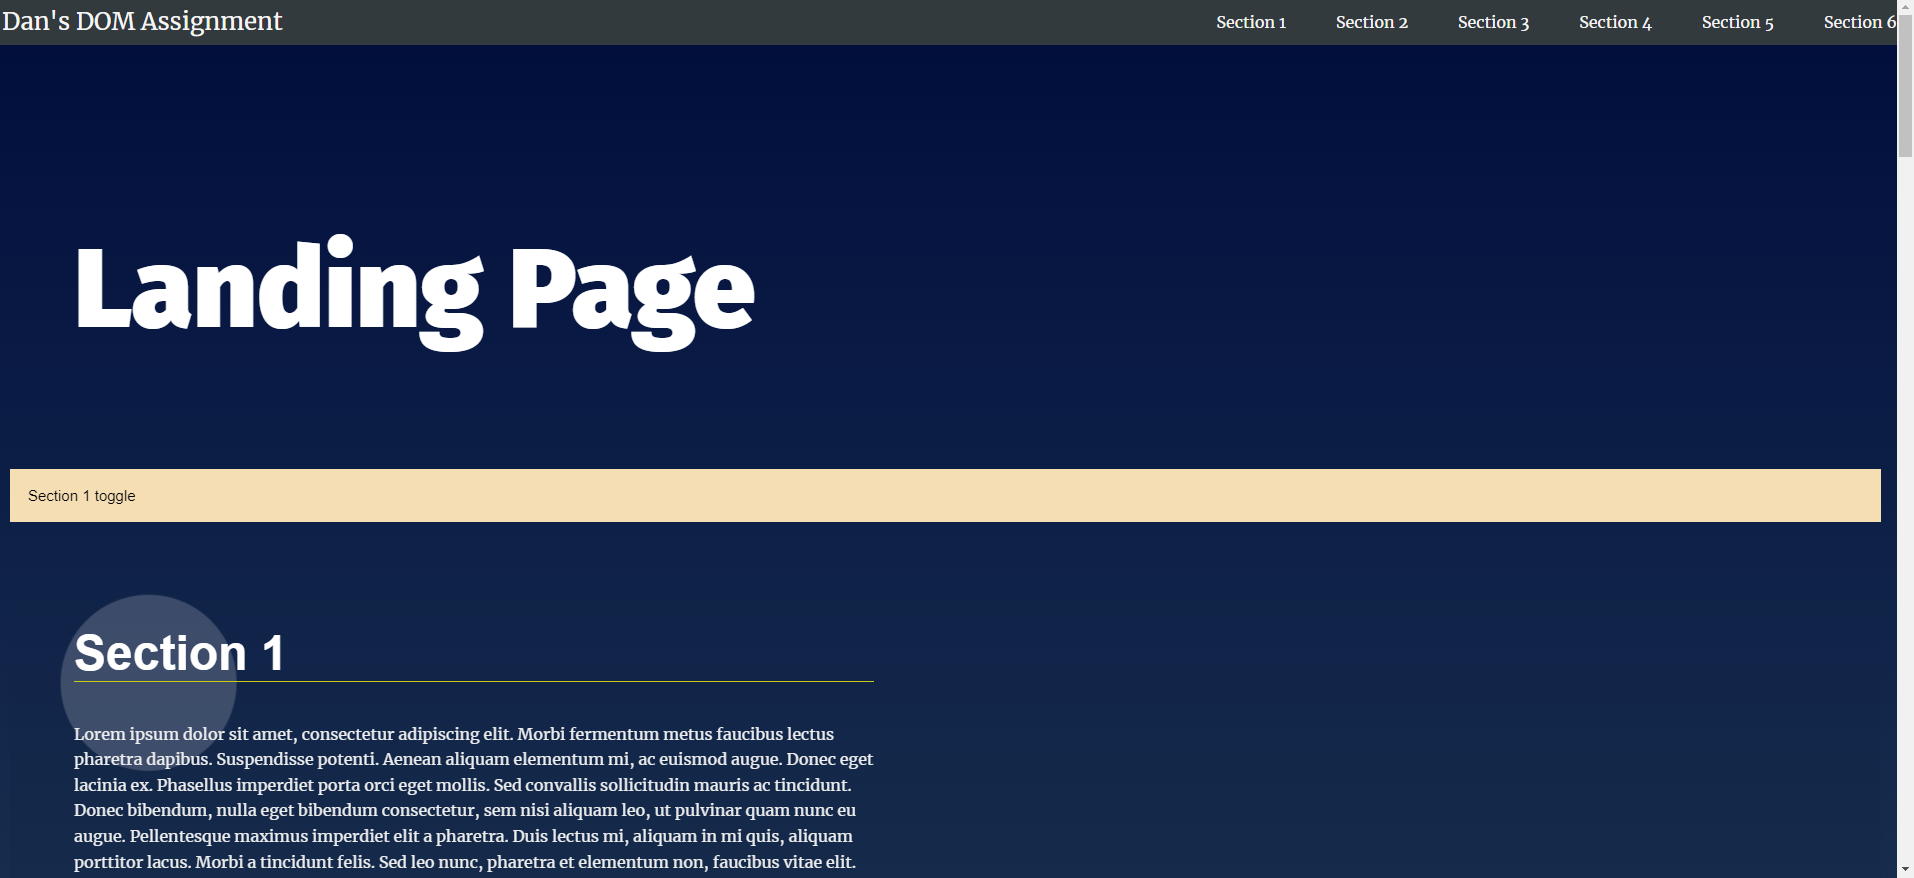 Dan's DOM Assignment
Section 1 Section 2 Section 3 Section 4 Section 5 Section 6
Landing Page
Section 1 toggle
Section 1
Lorem ipsum dolor sit amet, consectetur adipiscing elit. Morbi fermentum metus faucibus lectus
pharetra dapibus. Suspendisse potenti. Aenean aliquam elementum mi, ac euismod augue. Donec eget
lacinia ex. Phasellus imperdiet porta orci eget mollis. Sed convallis sollicitudin mauris ac tincidunt.
Donec bibendum, nulla eget bibendum consectetur, sem nisi aliquam leo, ut pulvinar quam nunc eu
augue. Pellentesque maximus imperdiet elit a pharetra. Duis lectus mi, aliquam in mi quis, aliquam
porttitor lacus. Morbi a tincidunt felis. Sed leo nunc, pharetra et elementum non, faucibus vitae elit.